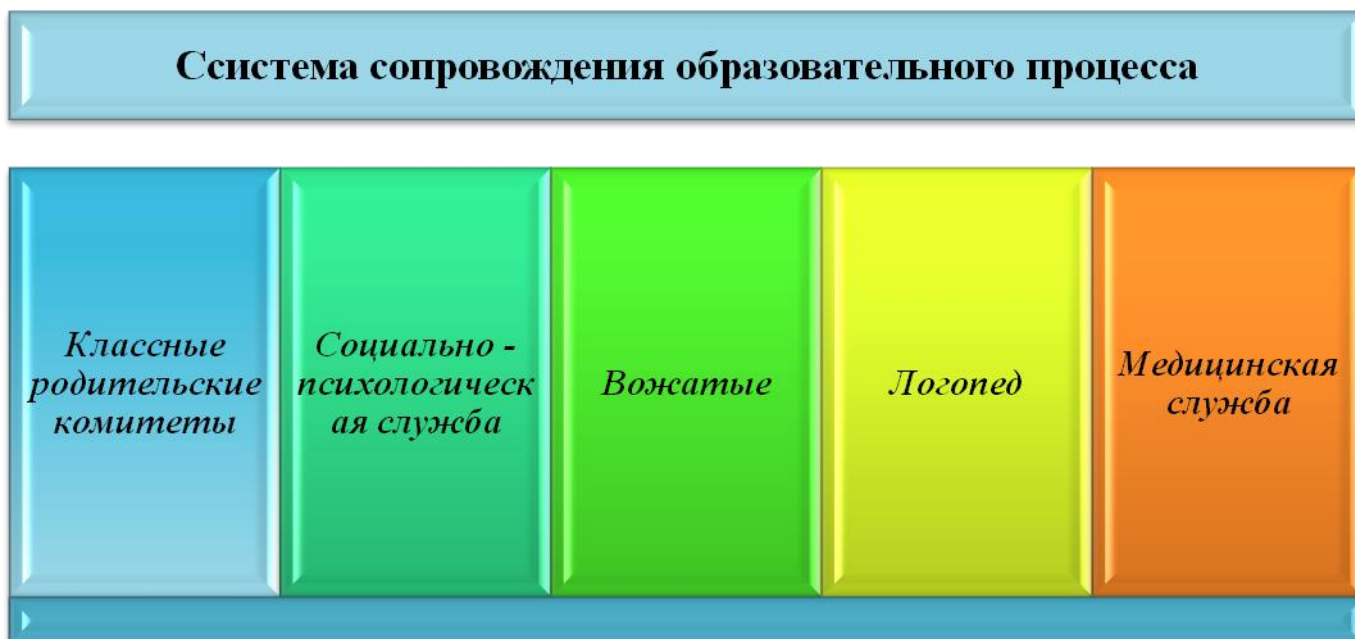 Ссистема сопровождения образовательного процесса
Классные
родительские
комитеты
Социально -
психологическ
ая служба
Вожатые
Логопед
Медицинская
служба